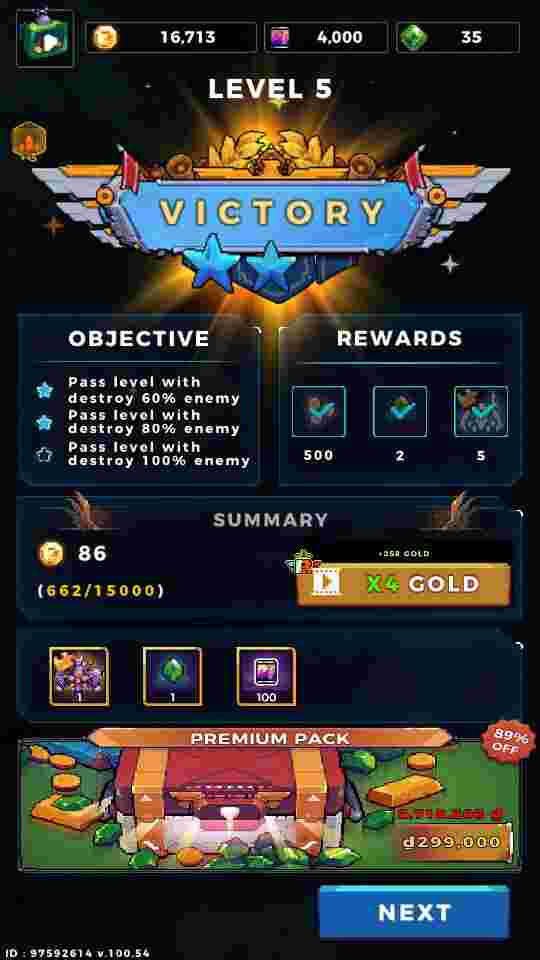 16,713
4,000
35
LEVEL 5
VICTORY
OBJECTIVE
Pass level with
destroy 60% enemy
Pass level with
destroy 80% enemy
Pass level with
destroy 100% enemy
REWARDS
500
2
5
SUMMARY
86
(662/15000)
+258 GOLD
X4 GOLD
1
1
100
PREMIUM PACK
89%
OFF
đ299,000
NEXT
ID : 97592614 v.100.54